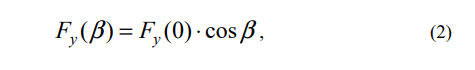 F_y(β) = F_y(0) · cos β, (2)